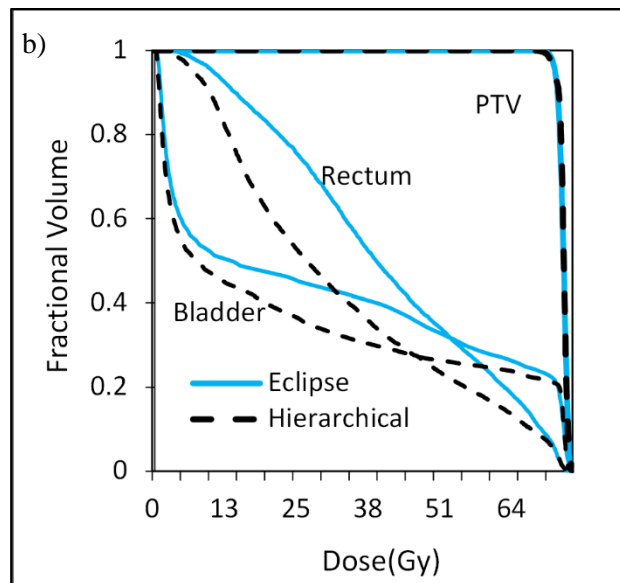 b)
1
0.8
0.6
0.4
0.2
0
Fractional Volume
PTV
Rectum
Bladder
Eclipse
Hierarchical
0 13 25 38 51 64
Dose(Gy)